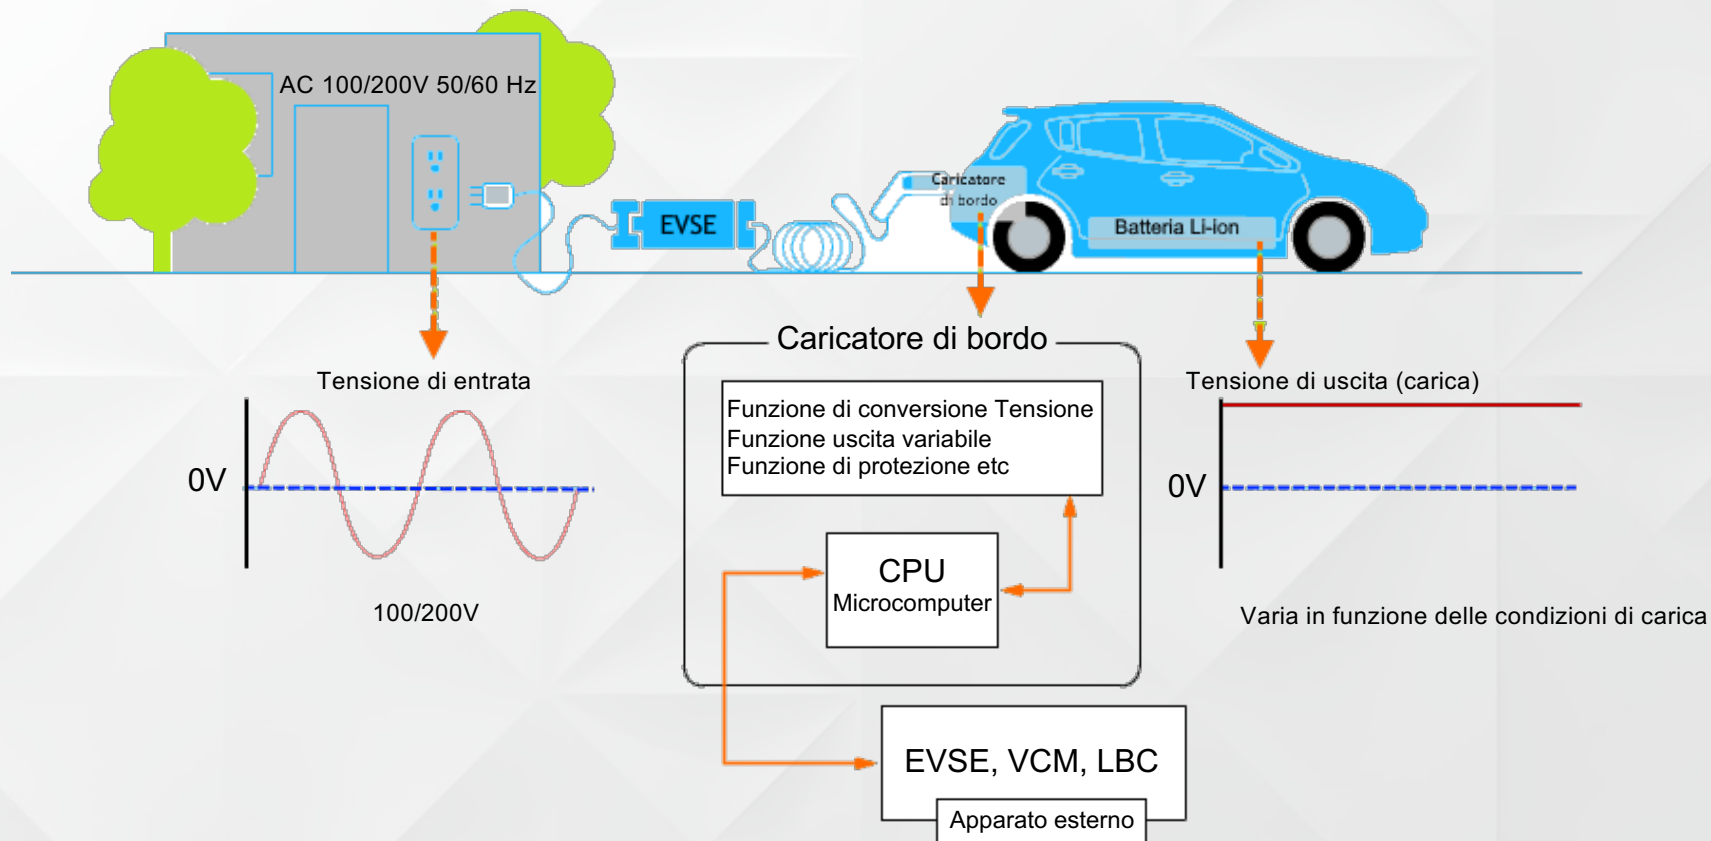 AC 100/200V 50/60 Hz
Caricatore
di bordo
EVSE
Batteria Li-ion
Caricatore di bordo
Tensione di entrata
Tensione di uscita (carica)
Funzione di conversione Tensione
Funzione uscita variabile
Funzione di protezione etc
0V
0V
CPU
Microcomputer
100/200V
Varia in funzione delle condizioni di carica
EVSE, VCM, LBC
Apparato esterno